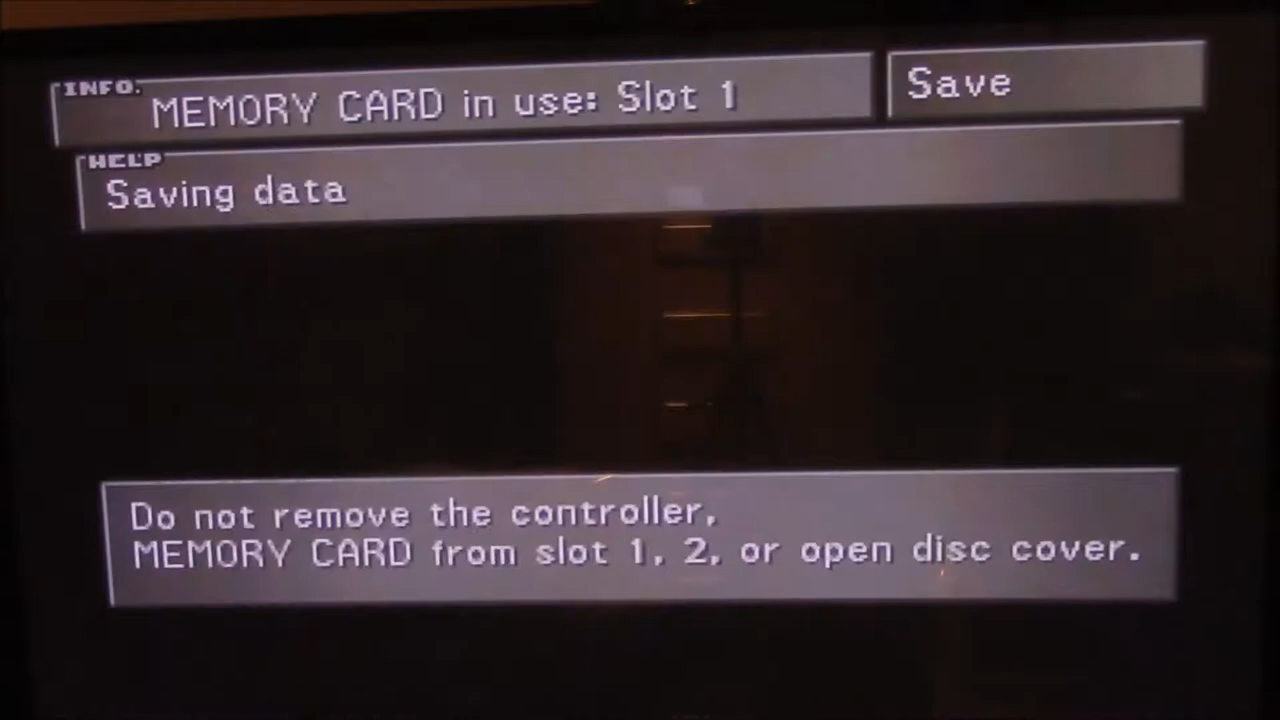 INFO.
MEMORY CARD in use: Slot 1
Save
HELP
Saving data
Do not remove the controller,
MEMORY CARD from slot 1, 2, or open disc cover.